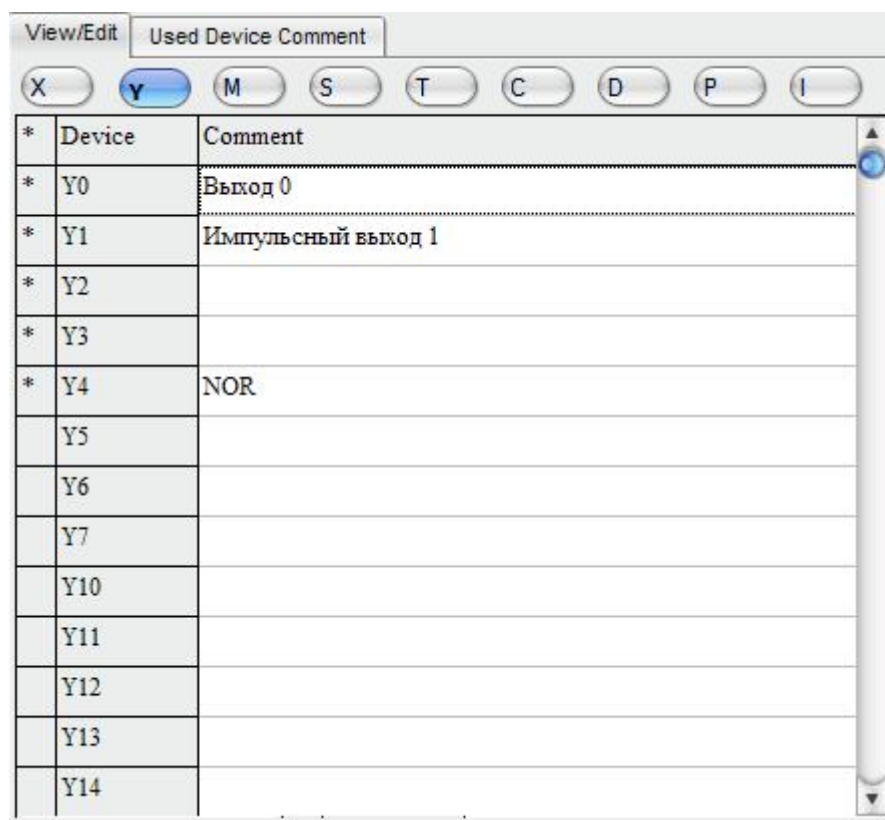 View/Edit Used Device Comment
X Y M S T C D P I
* Device Comment
* Y0 Выход 0
* Y1 Импульсный выход 1
* Y2
* Y3
* Y4 NOR
Y5
Y6
Y7
Y10
Y11
Y12
Y13
Y14